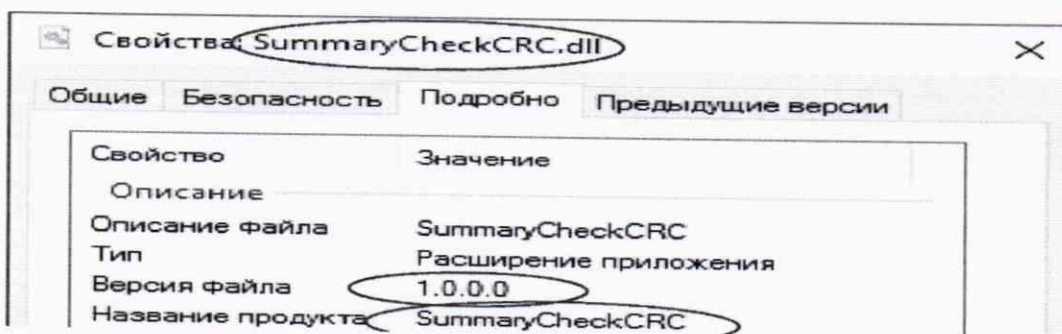 Свойства: SummaryCheckCRC.dll
Общие Безопасность Подробно Предыдущие версии
Свойство Значение
Описание
Описание файла SummaryCheckCRC
Тип Расширение приложения
Версия файла 1.0.0.0
Название продукта SummaryCheckCRC